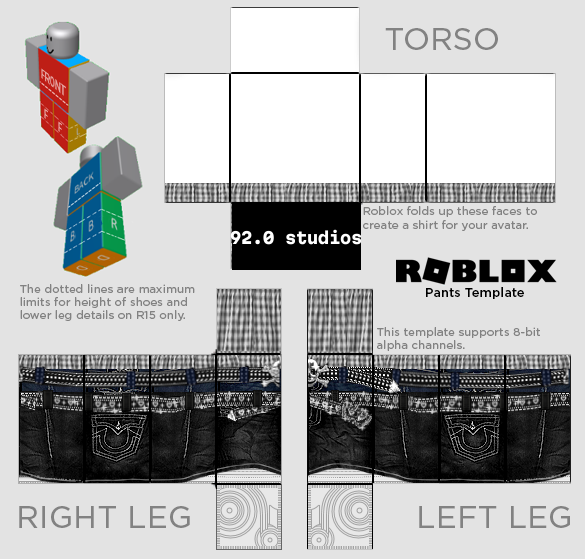 TORSO
FRONT
F F L
BACK
B B R
Roblox folds up these faces to
create a shirt for your avatar.
92.0 studios
ROBLOX
Pants Template
The dotted lines are maximum
limits for height of shoes and
lower leg details on R15 only.
This template supports 8-bit
alpha channels.
RIGHT LEG
LEFT LEG